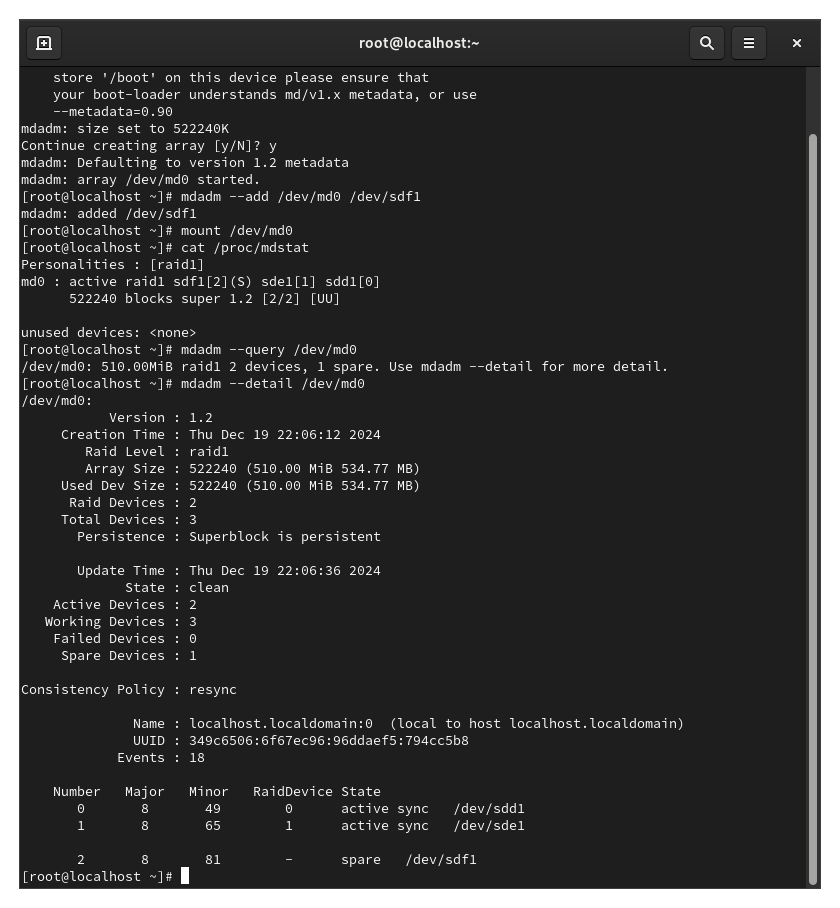 root@localhost:~
store '/boot' on this device please ensure that
your boot-loader understands md/v1.x metadata, or use
--metadata=0.90
mdadm: size set to 522240K
Continue creating array [y/N]? y
mdadm: Defaulting to version 1.2 metadata
mdadm: array /dev/md0 started.
[root@localhost ~]# mdadm --add /dev/md0 /dev/sdf1
mdadm: added /dev/sdf1
[root@localhost ~]# mount /dev/md0
[root@localhost ~]# cat /proc/mdstat
Personalities : [raid1]
md0 : active raid1 sdf1[2](S) sde1[1] sdd1[0]
522240 blocks super 1.2 [2/2] [UU]
unused devices: <none>
[root@localhost ~]# mdadm --query /dev/md0
/dev/md0: 510.00MiB raid1 2 devices, 1 spare. Use mdadm --detail for more detail.
[root@localhost ~]# mdadm --detail /dev/md0
/dev/md0:
Version : 1.2
Creation Time : Thu Dec 19 22:06:12 2024
Raid Level : raid1
Array Size : 522240 (510.00 MiB 534.77 MB)
Used Dev Size : 522240 (510.00 MiB 534.77 MB)
Raid Devices : 2
Total Devices : 3
Persistence : Superblock is persistent
Update Time : Thu Dec 19 22:06:36 2024
State : clean
Active Devices : 2
Working Devices : 3
Failed Devices : 0
Spare Devices : 1
Consistency Policy : resync
Name : localhost.localdomain:0  (local to host localhost.localdomain)
UUID : 349c6506:6f67ec96:96ddaef5:794cc5b8
Events : 18
Number   Major   Minor   RaidDevice State
0       8       49        0      active sync   /dev/sdd1
1       8       65        1      active sync   /dev/sde1
2       8       81        -      spare   /dev/sdf1
[root@localhost ~]#